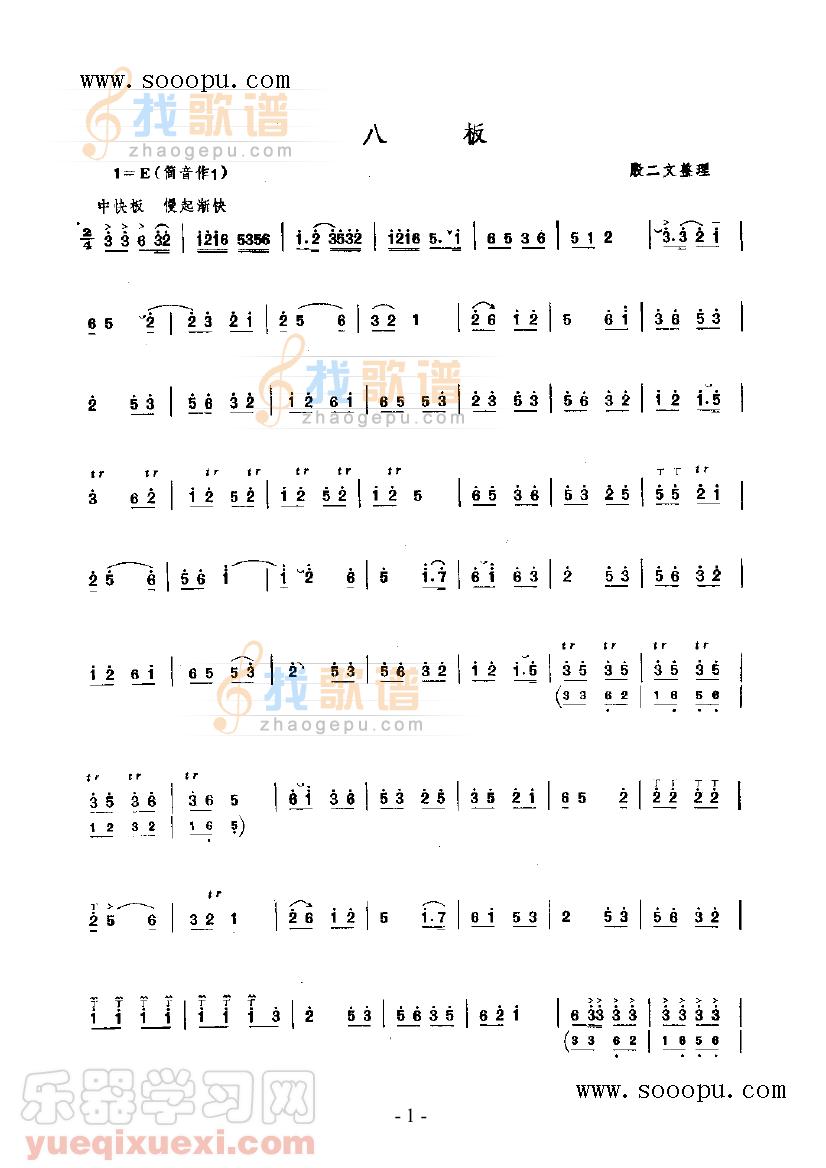 www. sooopu. com
找歌谱
zhaogepu.com
八 板
1=E(筒音作1)
殷二文整理
中快板 慢起渐快
2/4 3 3 6 32 | 1216 5356 | 1.2 3532 | 1216 5. 1 | 6 5 3 6 | 5 1 2 | 3.3 2 1 |
6 5 2 | 2 3 2 1 | 2 5 6 | 3 2 1 | 2 6 1 2 | 5 6 1 | 3 6 5 3 |
找歌谱
zhaogepu.com
2 5 3 | 5 6 3 2 | 1 2 6 1 | 6 5 5 3 | 2 3 5 3 | 5 6 3 2 | 1 2 1.5 |
tr tr tr tr tr tr tr T T tr
3 6 2 | 1 2 5 2 | 1 2 5 2 | 1 2 5 | 6 5 3 6 | 5 3 2 5 | 5 5 2 1 |
2 5 6 | 5 6 1 | 1 2 6 | 5 1.7 | 6 1 6 3 | 2 5 3 | 5 6 3 2 |
tr tr tr tr
1 2 6 1 | 6 5 5 3 | 2 5 3 | 5 6 3 2 | 1 2 1.5 | 3 5 3 5 | 3 5 3 5 |
(3 3 6 2 | 1 6 5 6 |
找歌谱
zhaogepu.com
tr tr tr T T T T
3 5 3 6 | 3 6 5 | 6 1 3 6 | 5 3 2 5 | 3 5 2 1 | 6 5 2 | 2 2 2 2 |
1 2 3 2 | 1 6 5)
T tr
2 5 6 | 3 2 1 | 2 6 1 2 | 5 1.7 | 6 1 5 3 | 2 5 3 | 5 6 3 2 |
1 1 1 1 | 1 1 1 3 | 2 5 3 | 5 6 3 5 | 6 2 1 | 6 33 3 3 | 3 3 3 3 |
(3 3 6 2 | 1 6 5 6
乐器学习网
yueqixuexi.com
www. sooopu. com
- 1 -